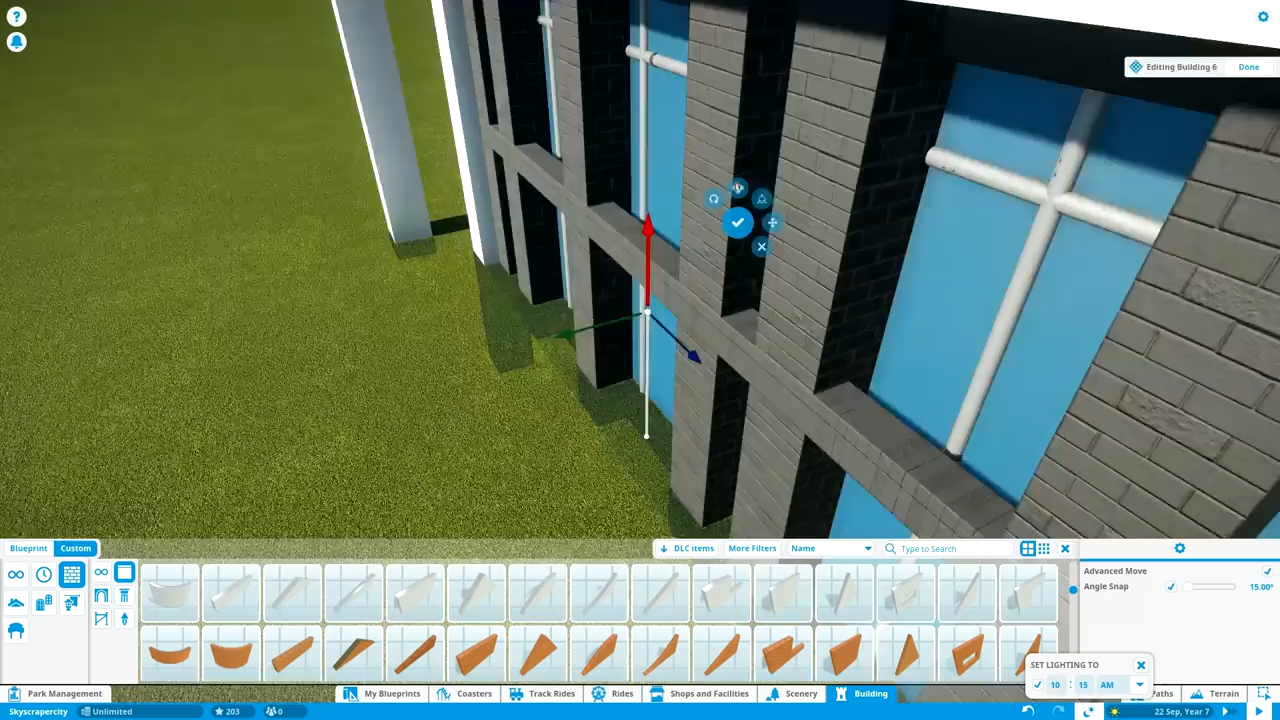 ?
Editing Building 6 Done
Blueprint Custom DLC items More Filters Name Type to Search
Advanced Move
Angle Snap 15.00°
SET LIGHTING TO
10 : 15 AM
Park Management My Blueprints Coasters Track Rides Rides Shops and Facilities Scenery Building Paths Terrain
Skyscrapercity Unlimited 203 0 22 Sep, Year 7